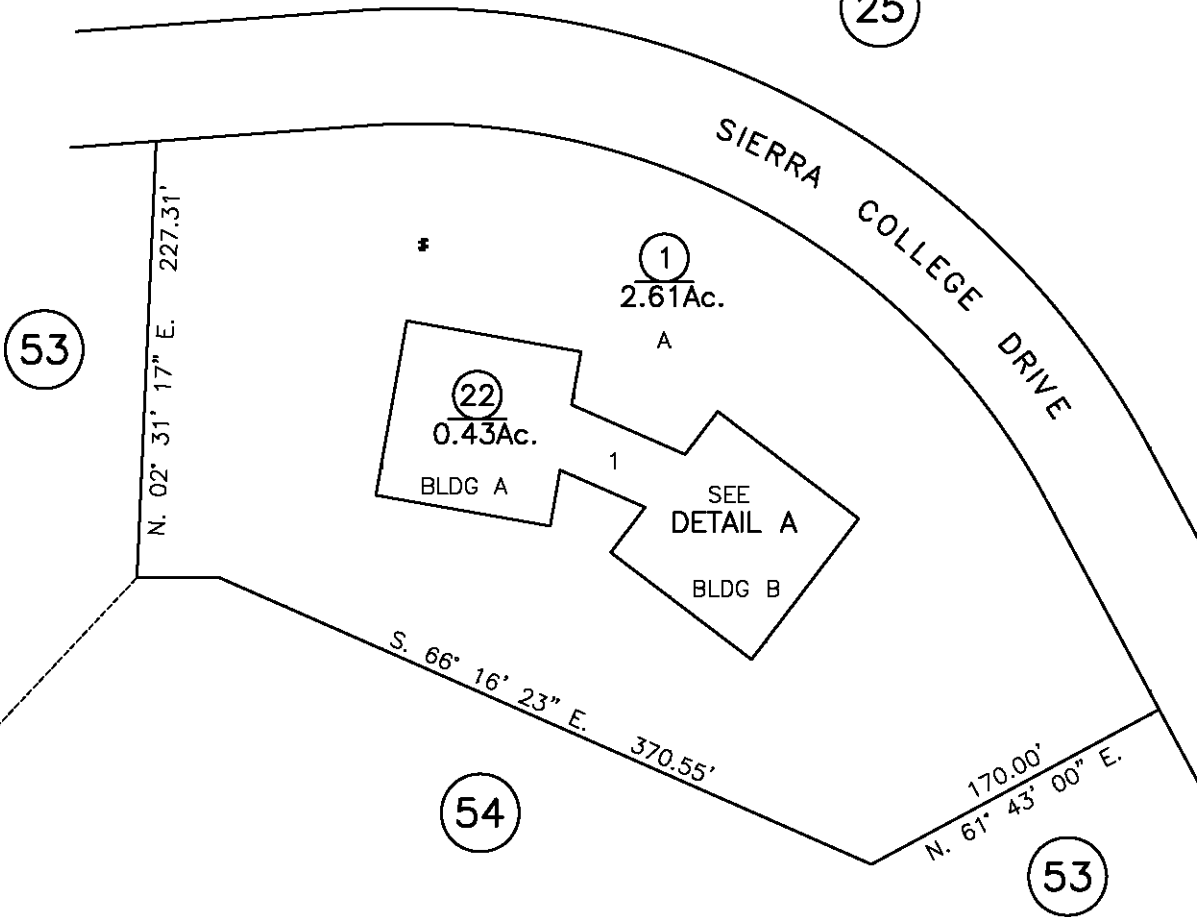 25
SIERRA COLLEGE DRIVE
227.31'
N. 02° 31' 17" E.
1
2.61Ac.
A
53
22
0.43Ac.
BLDG A
1
SEE
DETAIL A
BLDG B
S. 66° 16' 23" E. 370.55'
170.00'
N. 61° 43' 00" E.
54
53